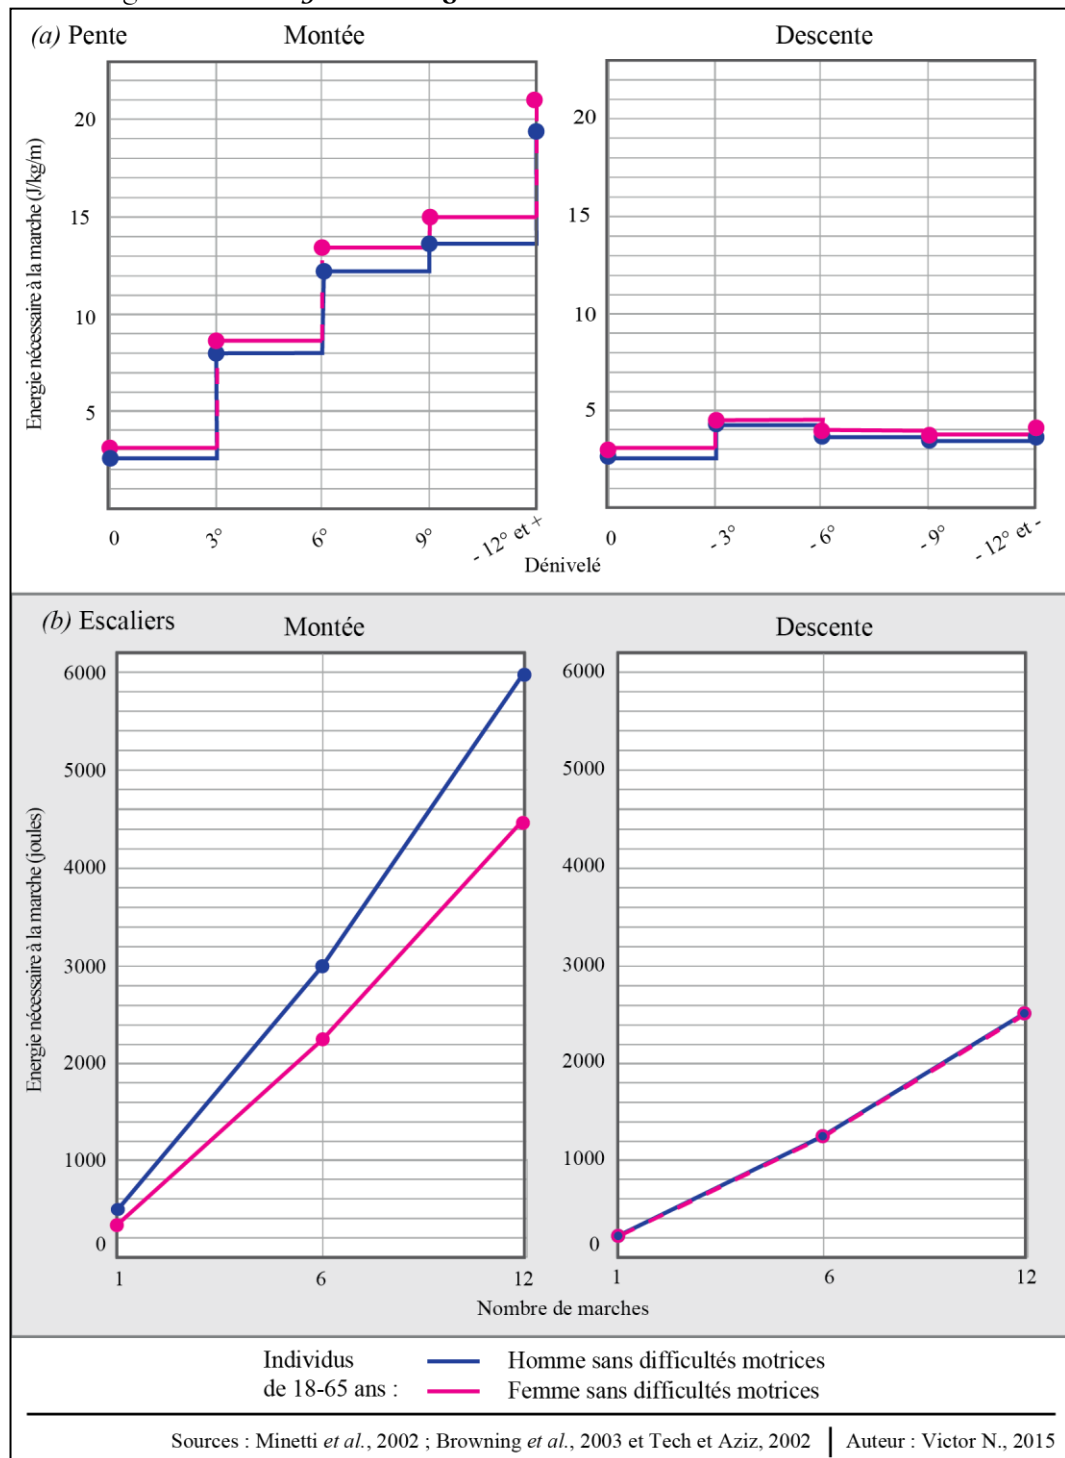 (a) Pente
Montée
Descente
Energie nécessaire à la marche (J/kg/m)
20
15
10
5
0
3°
6°
9°
- 12° et +
20
15
10
5
0
- 3°
- 6°
- 9°
- 12° et -
Dénivelé
(b) Escaliers
Montée
Descente
Energie nécessaire à la marche (joules)
6000
5000
4000
3000
2000
1000
0
1
6
12
6000
5000
4000
3000
2000
1000
0
1
6
12
Nombre de marches
Individus
de 18-65 ans :
Homme sans difficultés motrices
Femme sans difficultés motrices
Sources : Minetti et al., 2002 ; Browning et al., 2003 et Tech et Aziz, 2002
Auteur : Victor N., 2015